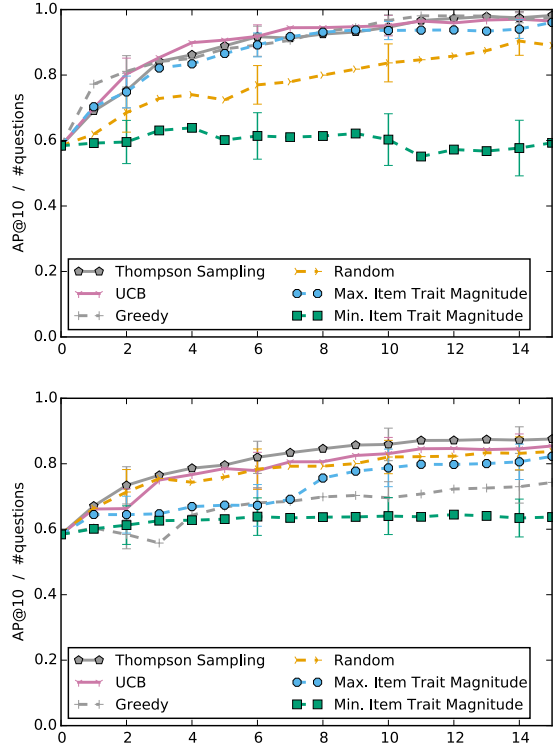 1.0
0.8
0.6
0.4
0.2
0.0
AP@10 / #questions
Thompson Sampling
UCB
Greedy
Random
Max. Item Trait Magnitude
Min. Item Trait Magnitude
0 2 4 6 8 10 12 14
1.0
0.8
0.6
0.4
0.2
0.0
AP@10 / #questions
Thompson Sampling
UCB
Greedy
Random
Max. Item Trait Magnitude
Min. Item Trait Magnitude
0 2 4 6 8 10 12 14